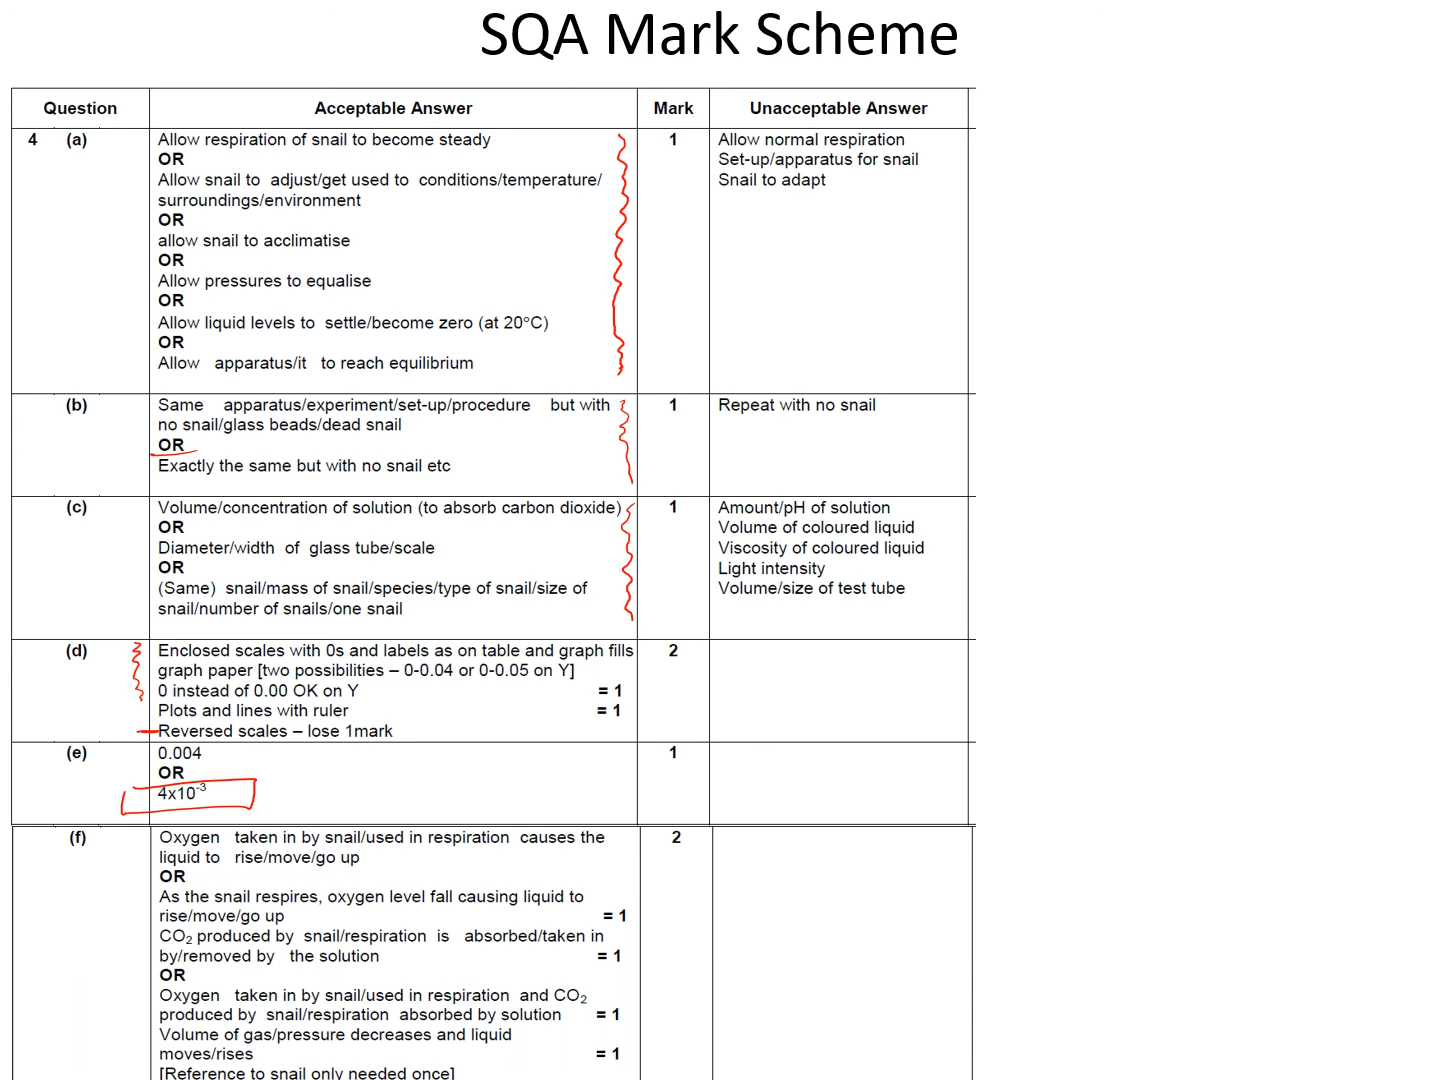 SQA Mark Scheme
Question Acceptable Answer Mark Unacceptable Answer
4 (a) Allow respiration of snail to become steady 1 Allow normal respiration
OR Set-up/apparatus for snail
Allow snail to adjust/get used to conditions/temperature/ Snail to adapt
surroundings/environment
OR
allow snail to acclimatise
OR
Allow pressures to equalise
OR
Allow liquid levels to settle/become zero (at 20°C)
OR
Allow apparatus/it to reach equilibrium
(b) Same apparatus/experiment/set-up/procedure but with 1 Repeat with no snail
no snail/glass beads/dead snail
OR
Exactly the same but with no snail etc
(c) Volume/concentration of solution (to absorb carbon dioxide) 1 Amount/pH of solution
OR Volume of coloured liquid
Diameter/width of glass tube/scale Viscosity of coloured liquid
OR Light intensity
(Same) snail/mass of snail/species/type of snail/size of Volume/size of test tube
snail/number of snails/one snail
(d) Enclosed scales with 0s and labels as on table and graph fills 2
graph paper [two possibilities – 0-0.04 or 0-0.05 on Y]
0 instead of 0.00 OK on Y = 1
Plots and lines with ruler = 1
Reversed scales – lose 1mark
(e) 0.004 1
OR
4x10⁻³
(f) Oxygen taken in by snail/used in respiration causes the 2
liquid to rise/move/go up
OR
As the snail respires, oxygen level fall causing liquid to
rise/move/go up = 1
CO₂ produced by snail/respiration is absorbed/taken in
by/removed by the solution = 1
OR
Oxygen taken in by snail/used in respiration and CO₂
produced by snail/respiration absorbed by solution = 1
Volume of gas/pressure decreases and liquid
moves/rises = 1
[Reference to snail only needed once]